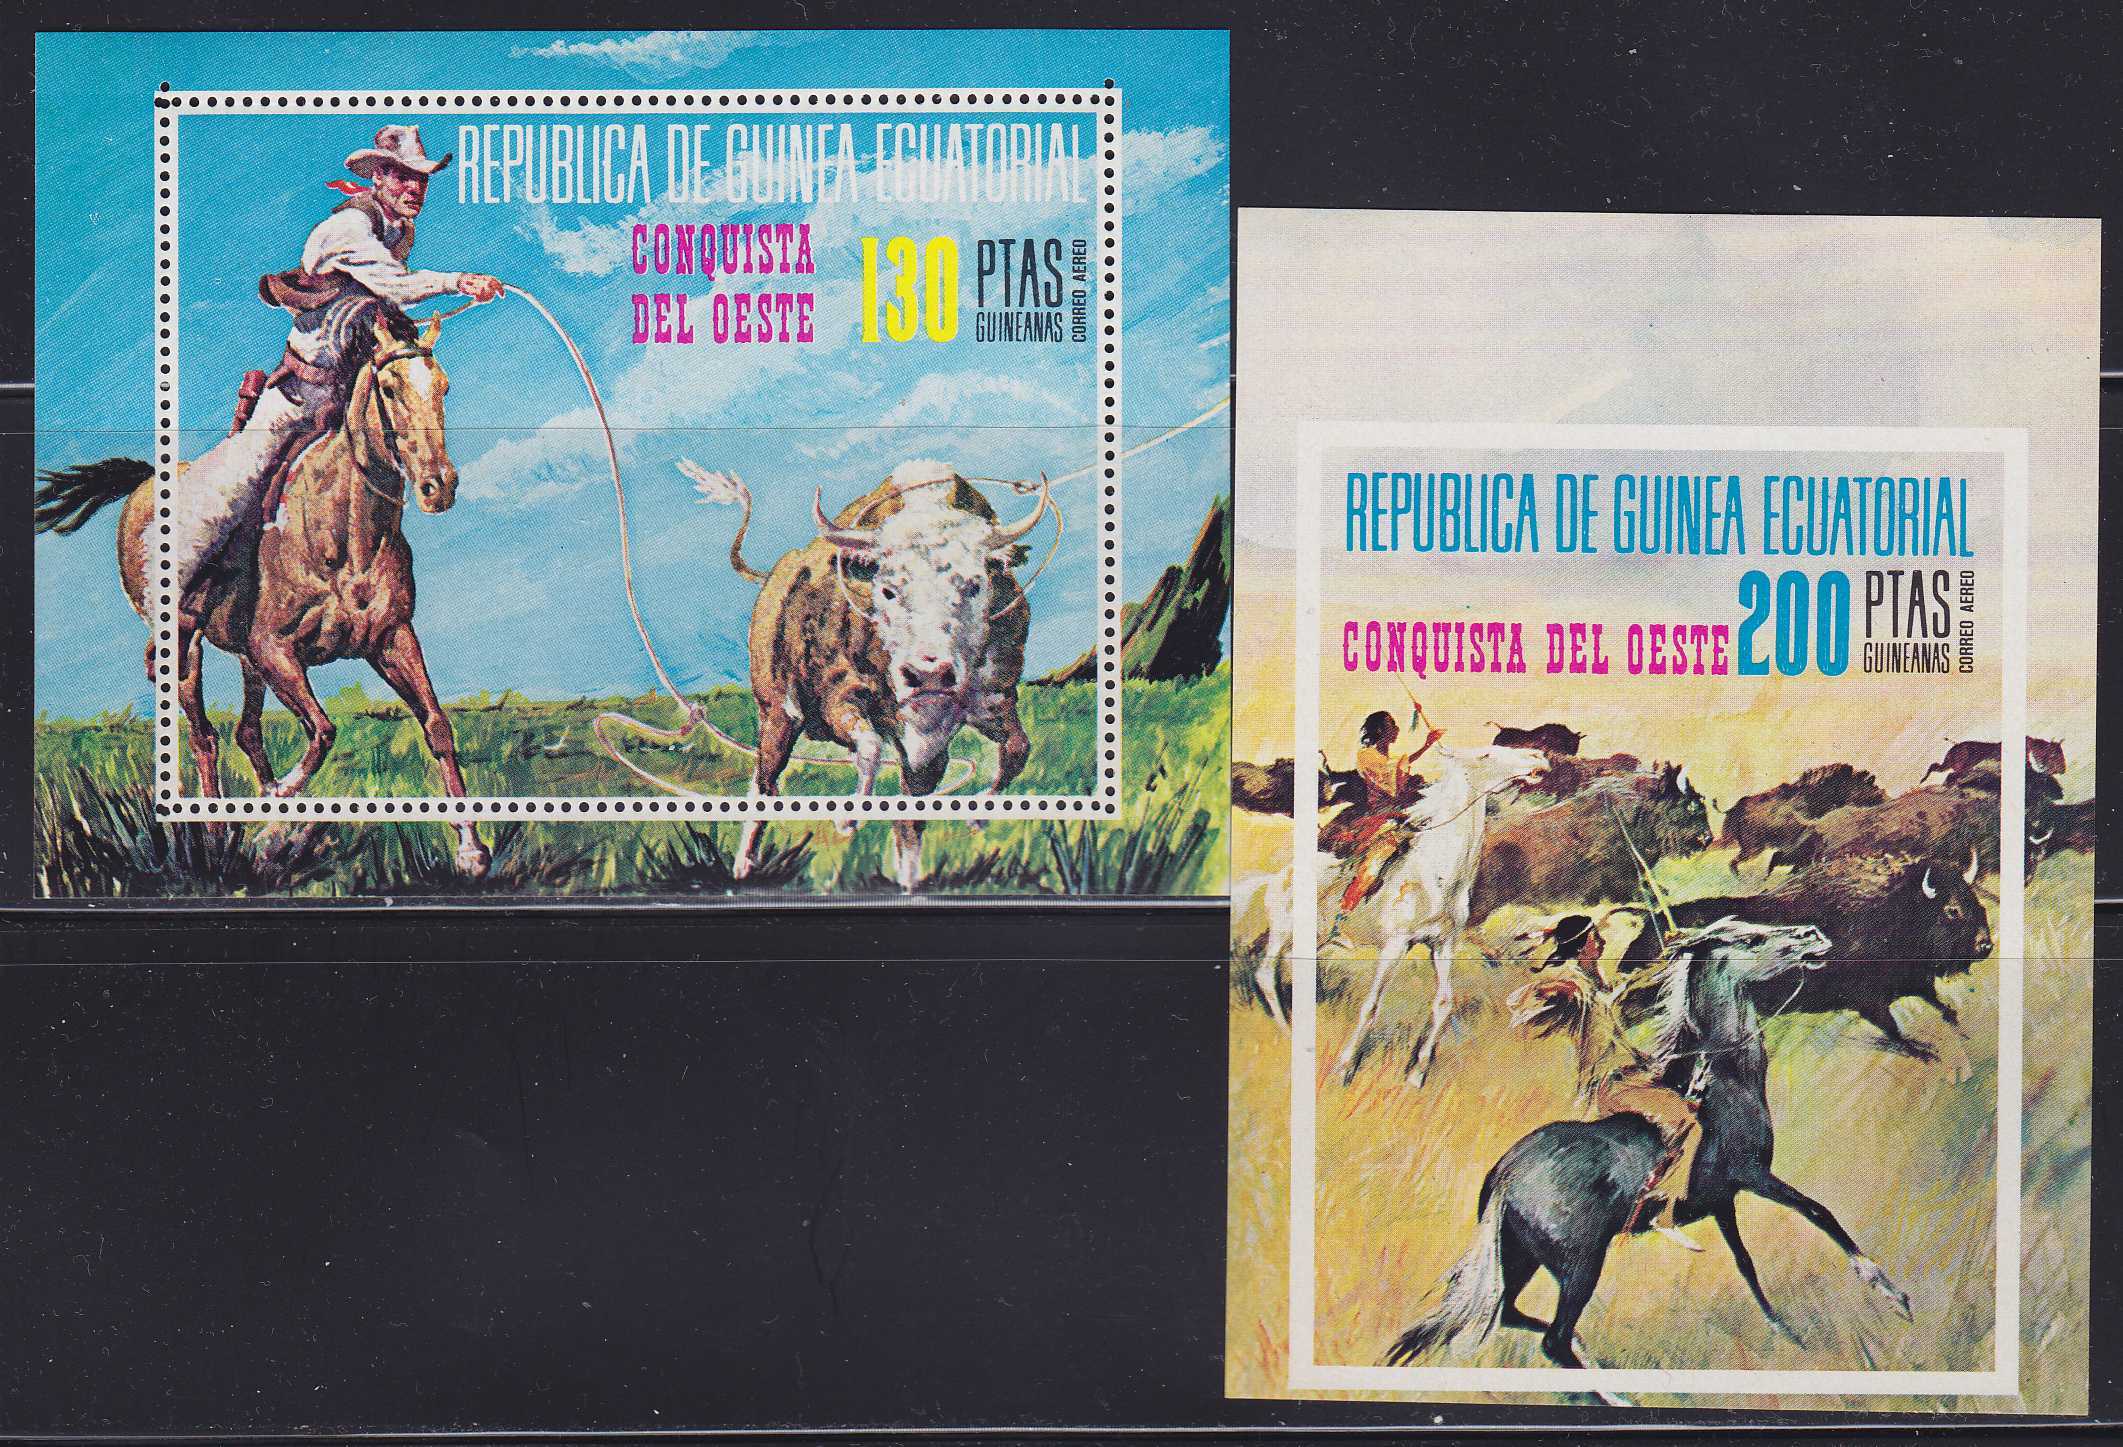 REPUBLICA DE GUINEA ECUATORIAL
CONQUISTA
DEL OESTE
130 PTAS
GUINEANAS
CORREO AEREO
REPUBLICA DE GUINEA ECUATORIAL
CONQUISTA DEL OESTE
200 PTAS
GUINEANAS
CORREO AEREO